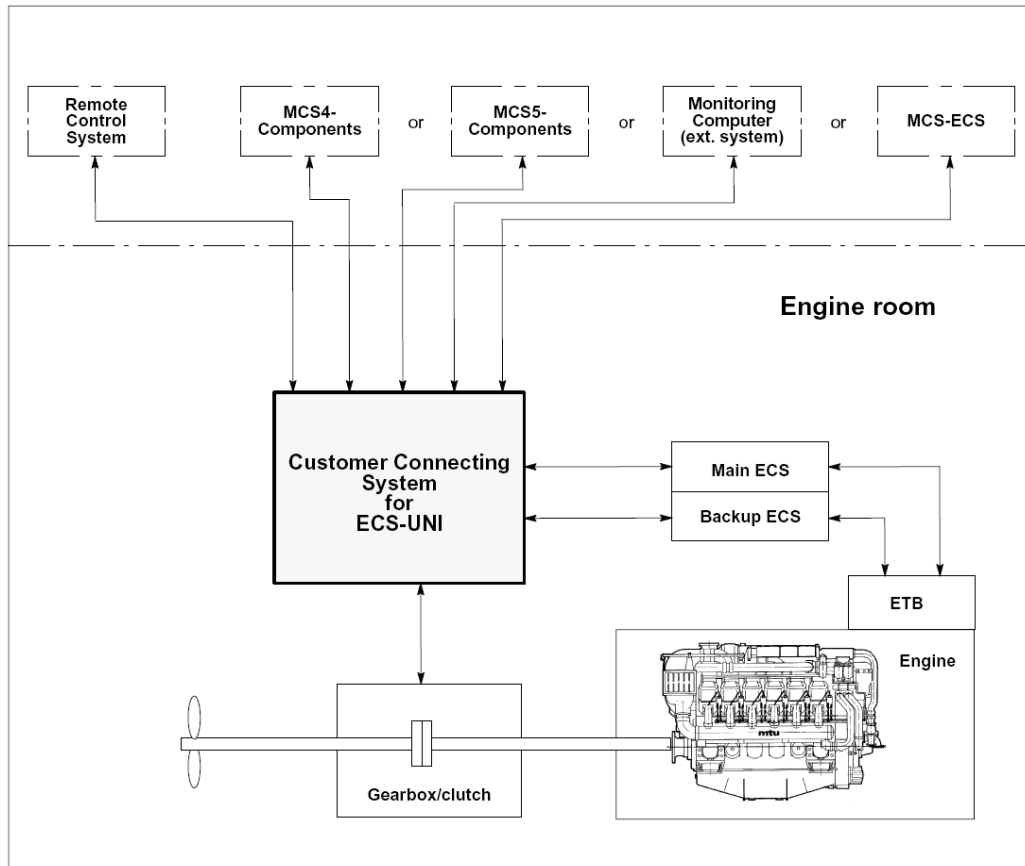 Remote
Control
System
MCS4-
Components
or
MCS5-
Components
or
Monitoring
Computer
(ext. system)
or
MCS-ECS
Engine room
Customer Connecting
System
for
ECS-UNI
Main ECS
Backup ECS
ETB
Engine
mtu
Gearbox/clutch